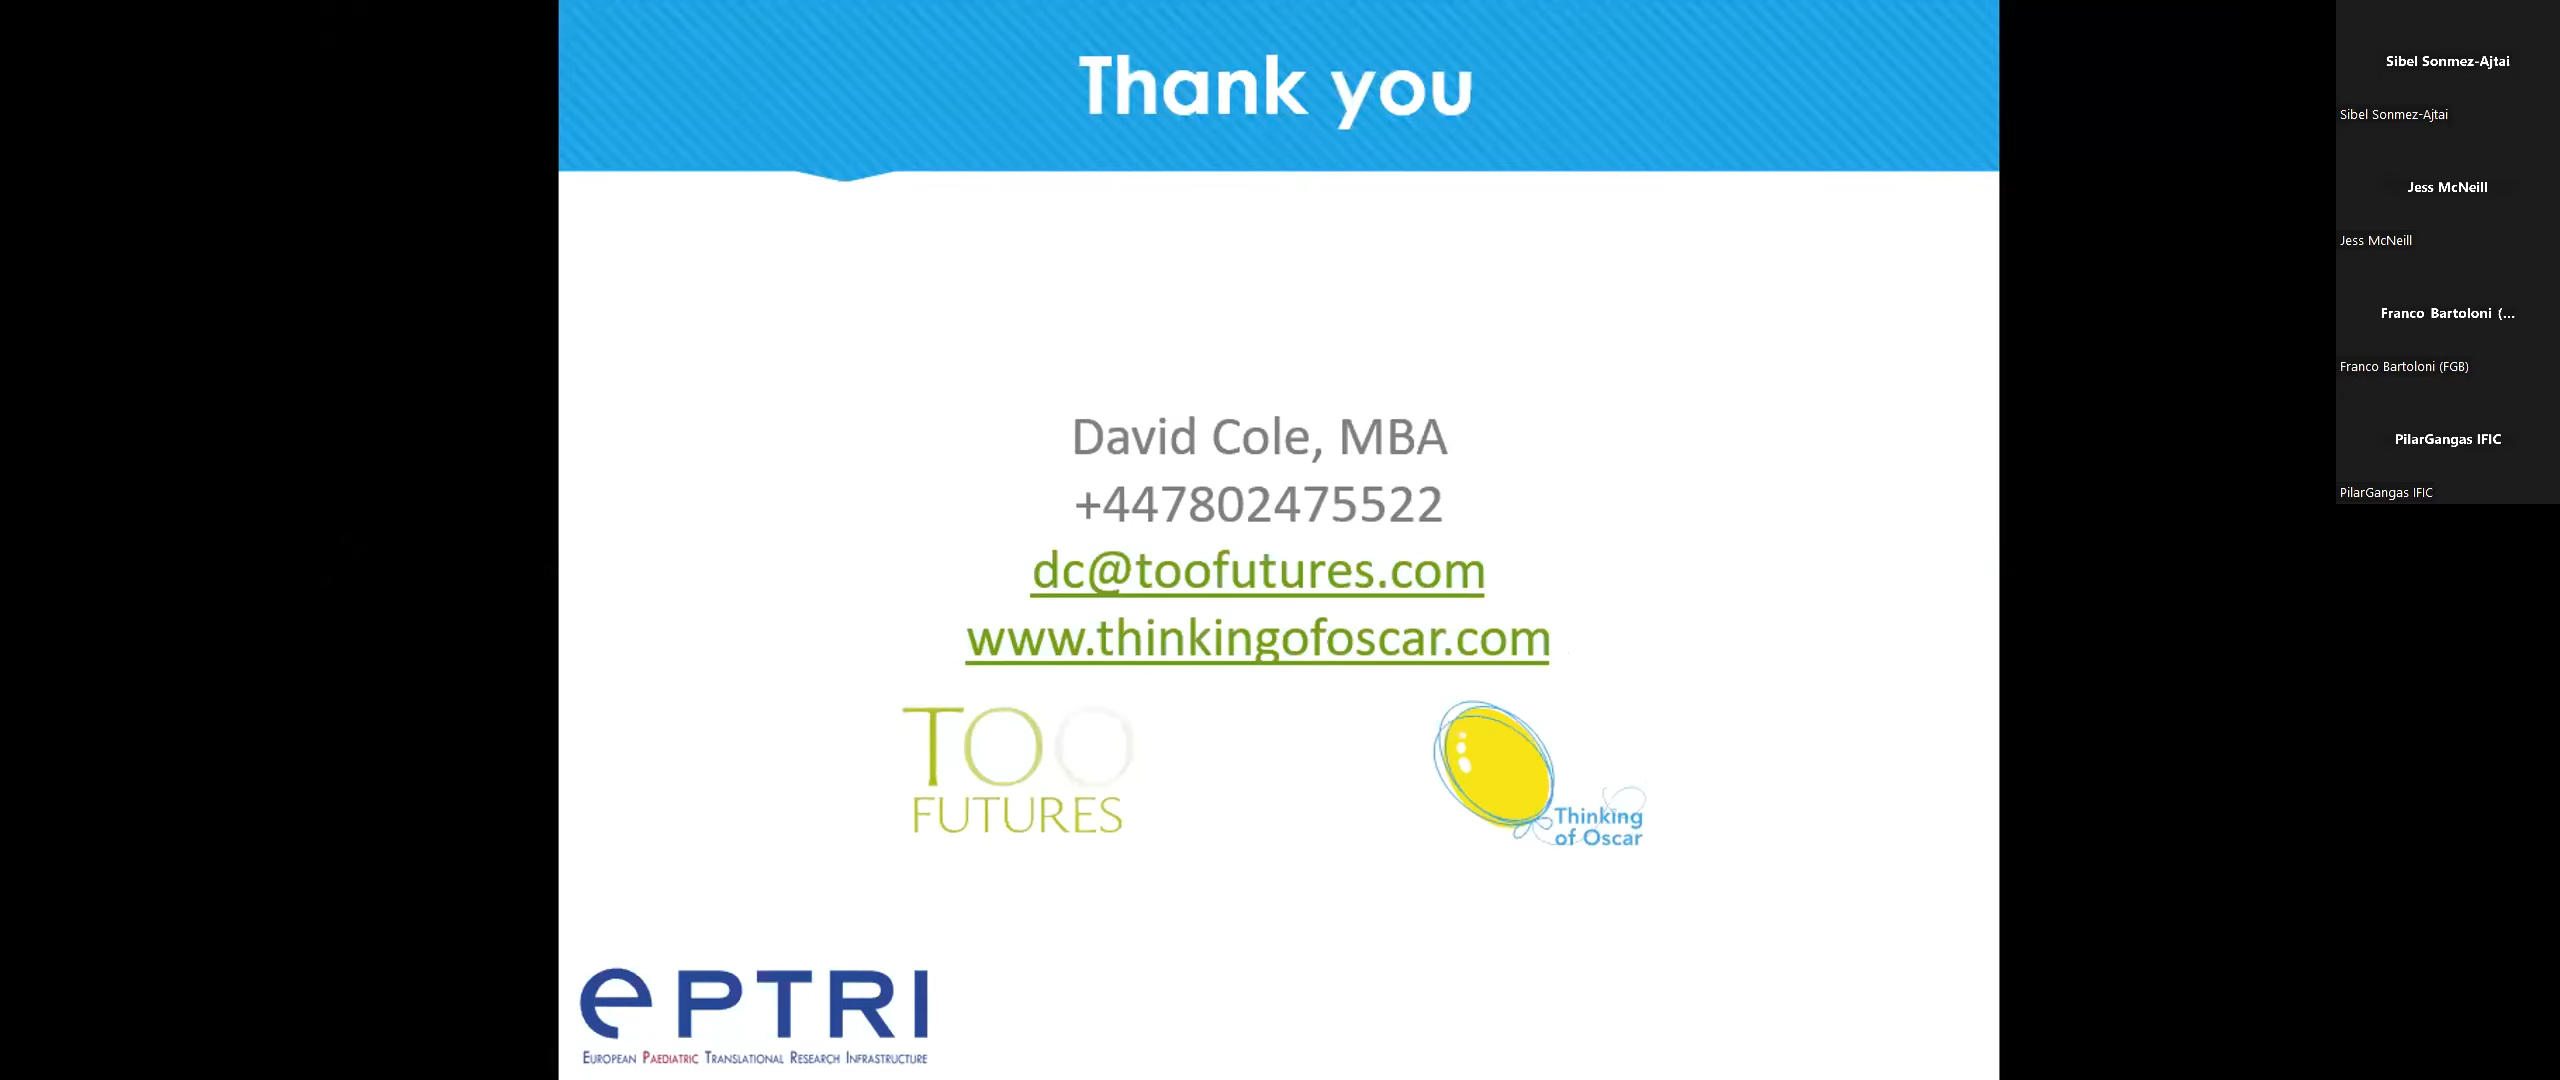 Thank you
David Cole, MBA
+447802475522
dc@toofutures.com
www.thinkingofoscar.com
TOO
FUTURES
Thinking
of Oscar
ePTRI
EUROPEAN PAEDIATRIC TRANSLATIONAL RESEARCH INFRASTRUCTURE
Sibel Sonmez-Ajtai
Sibel Sonmez-Ajtai
Jess McNeill
Jess McNeill
Franco Bartoloni (...
Franco Bartoloni (FGB)
PilarGangas IFIC
PilarGangas IFIC